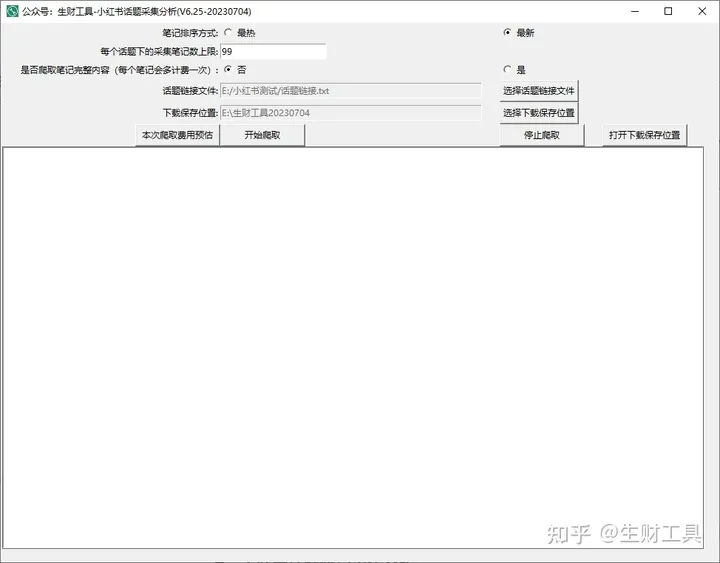 公众号：生财工具-小红书话题采集分析(V6.25-20230704)
笔记排序方式: 最热 最新
每个话题下的采集笔记数上限: 99
是否爬取笔记完整内容（每个笔记会多计费一次）: 否 是
话题链接文件: E:/小红书测试/话题链接.txt 选择话题链接文件
下载保存位置: E:\生财工具20230704 选择下载保存位置
本次爬取费用预估 开始爬取 停止爬取 打开下载保存位置
知乎 @生财工具